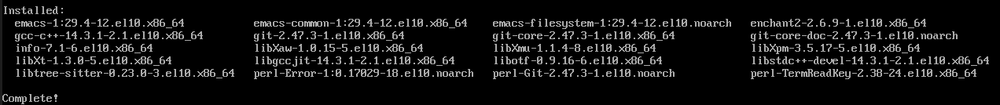 Installed:
emacs-1:29.4-12.el10.x86_64 emacs-common-1:29.4-12.el10.x86_64 emacs-filesystem-1:29.4-12.el10.noarch enchant2-2.6.9-1.el10.x86_64
gcc-c++-14.3.1-2.1.el10.x86_64 git-2.47.3-1.el10.x86_64 git-core-2.47.3-1.el10.x86_64 git-core-doc-2.47.3-1.el10.noarch
info-7.1-6.el10.x86_64 libXaw-1.0.15-5.el10.x86_64 libXmu-1.1.4-8.el10.x86_64 libXpm-3.5.17-5.el10.x86_64
libXt-1.3.0-5.el10.x86_64 libgccjit-14.3.1-2.1.el10.x86_64 libotf-0.9.16-6.el10.x86_64 libstdc++-devel-14.3.1-2.1.el10.x86_64
libtree-sitter-0.23.0-3.el10.x86_64 perl-Error-1:0.17029-18.el10.noarch perl-Git-2.47.3-1.el10.noarch perl-TermReadKey-2.38-24.el10.x86_64
Complete!